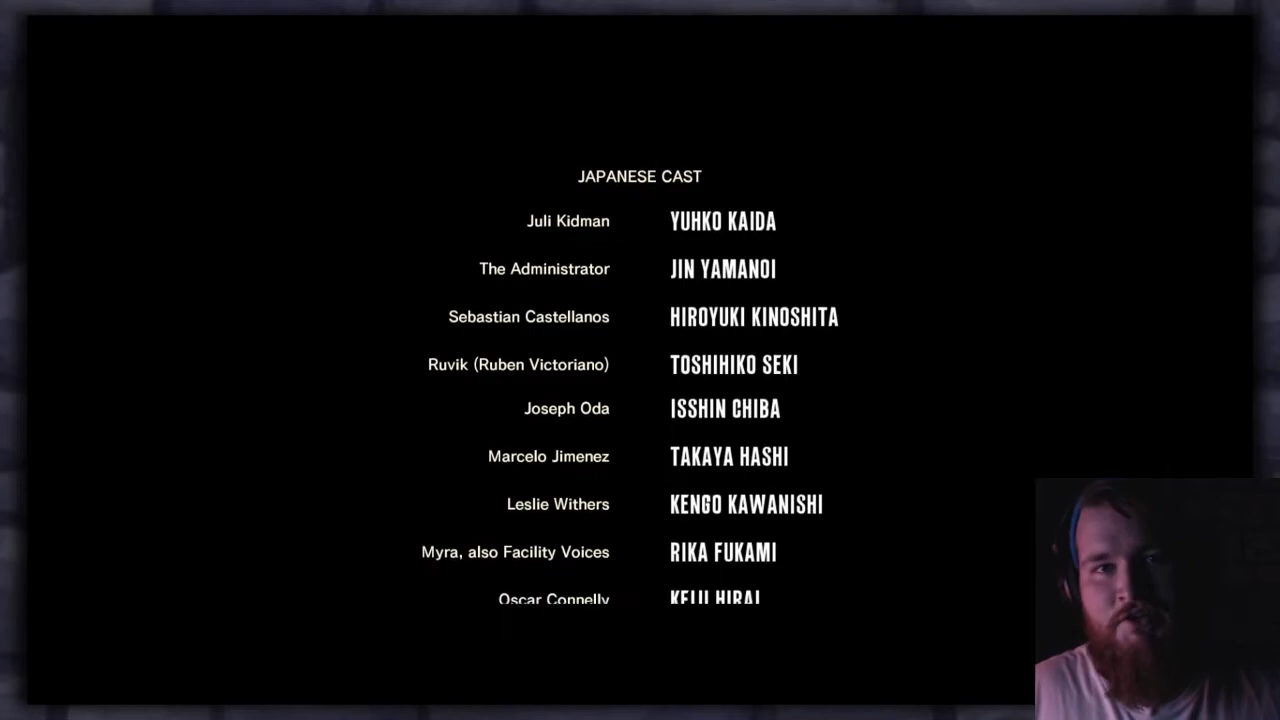 JAPANESE CAST
Juli Kidman YUHKO KAIDA
The Administrator JIN YAMANOI
Sebastian Castellanos HIROYUKI KINOSHITA
Ruvik (Ruben Victoriano) TOSHIHIKO SEKI
Joseph Oda ISSHIN CHIBA
Marcelo Jimenez TAKAYA HASHI
Leslie Withers KENGO KAWANISHI
Myra, also Facility Voices RIKA FUKAMI
Oscar Connelly KEIJI HIRAI